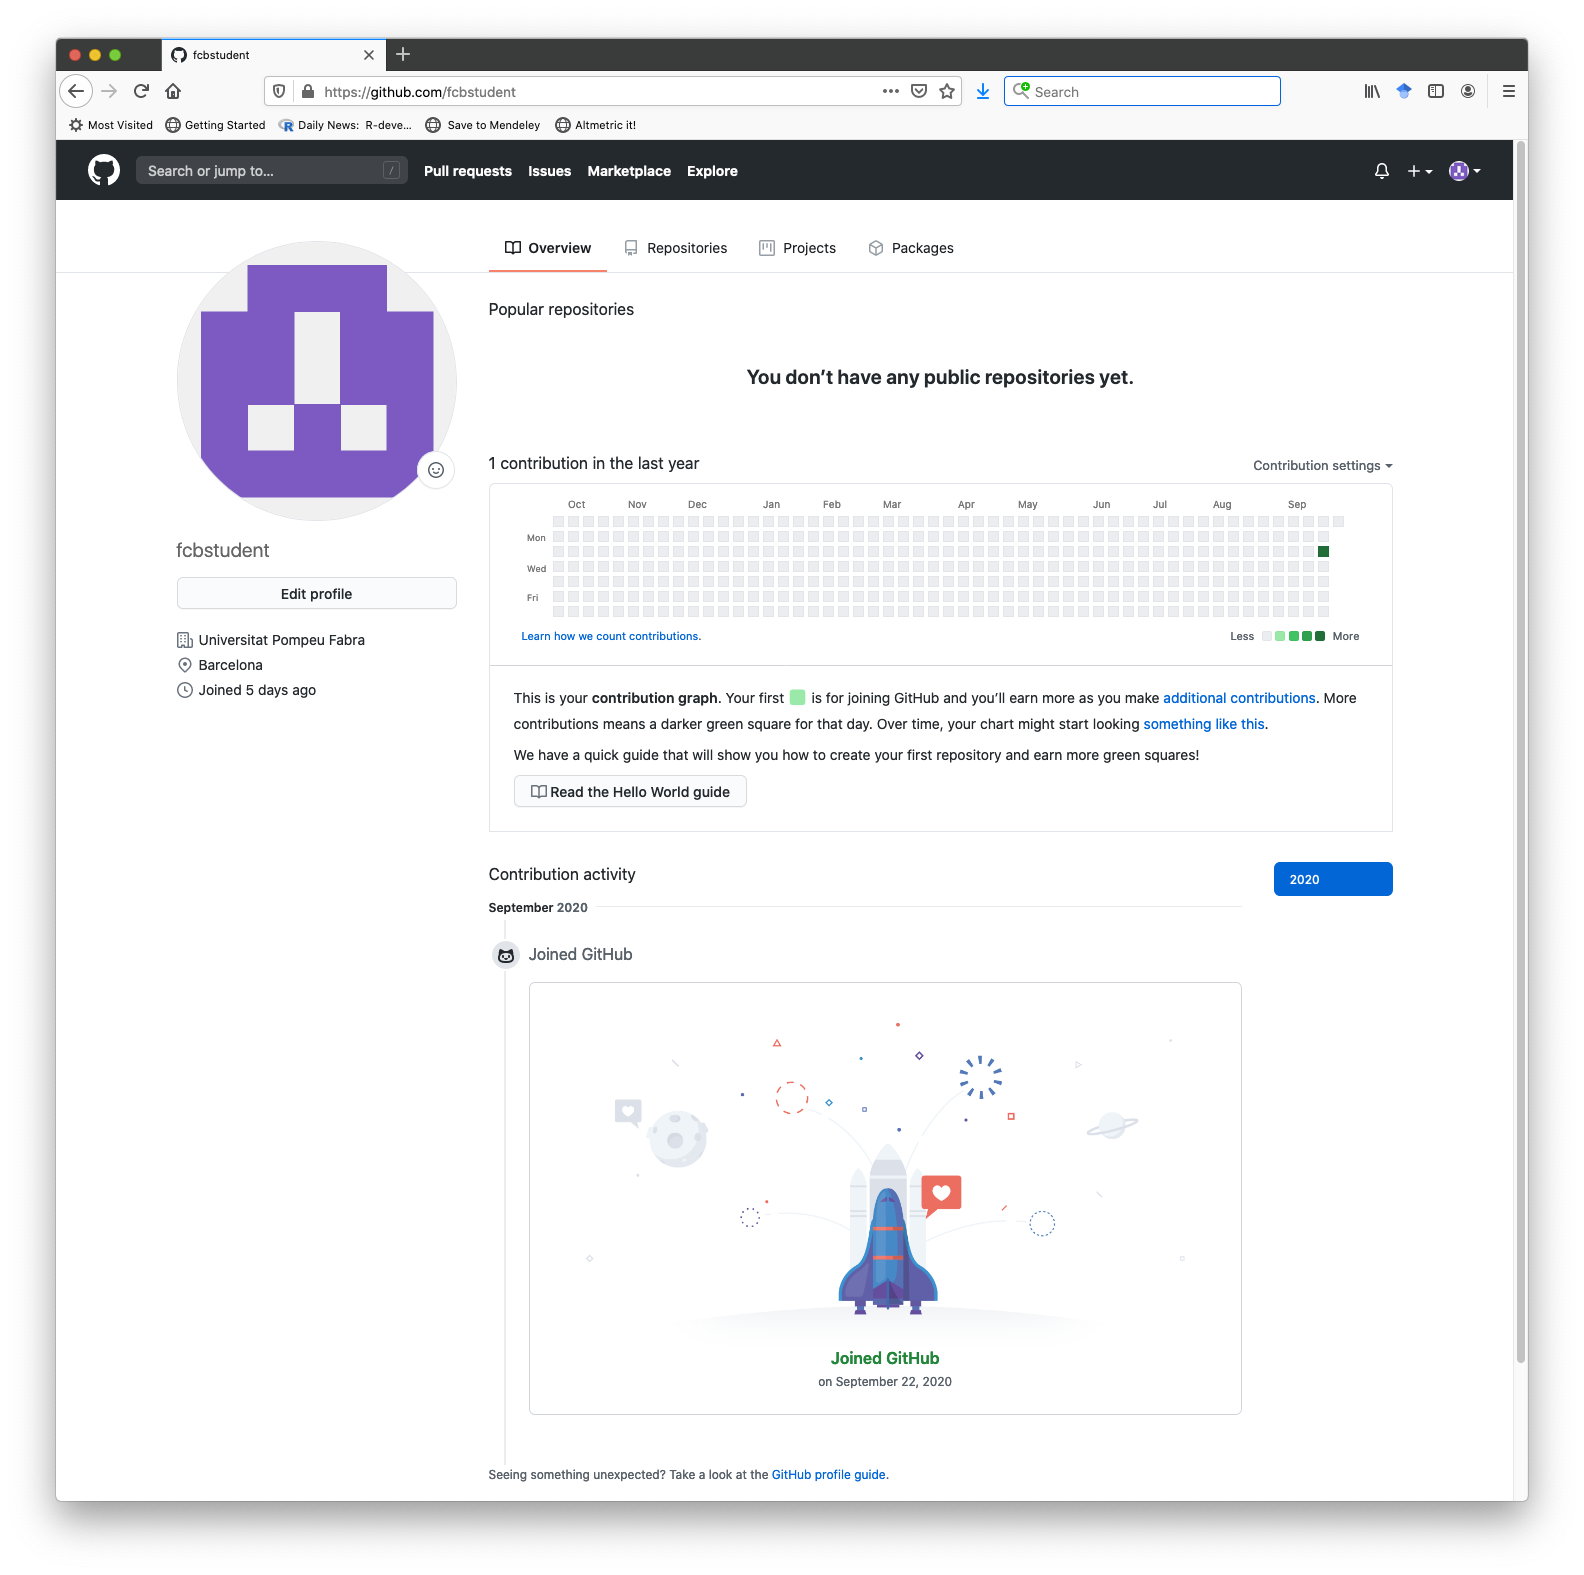 fcbstudent
https://github.com/fcbstudent
Search
Most Visited
Getting Started
Daily News: R-deve...
Save to Mendeley
Altmetric it!
Search or jump to... /
Pull requests
Issues
Marketplace
Explore
Overview
Repositories
Projects
Packages
Popular repositories
You don't have any public repositories yet.
fcbstudent
Edit profile
Universitat Pompeu Fabra
Barcelona
Joined 5 days ago
1 contribution in the last year
Contribution settings
Oct Nov Dec Jan Feb Mar Apr May Jun Jul Aug Sep
Mon
Wed
Fri
Learn how we count contributions.
Less More
This is your contribution graph. Your first is for joining GitHub and you'll earn more as you make additional contributions. More
contributions means a darker green square for that day. Over time, your chart might start looking something like this.
We have a quick guide that will show you how to create your first repository and earn more green squares!
Read the Hello World guide
Contribution activity
2020
September 2020
Joined GitHub
Joined GitHub
on September 22, 2020
Seeing something unexpected? Take a look at the GitHub profile guide.